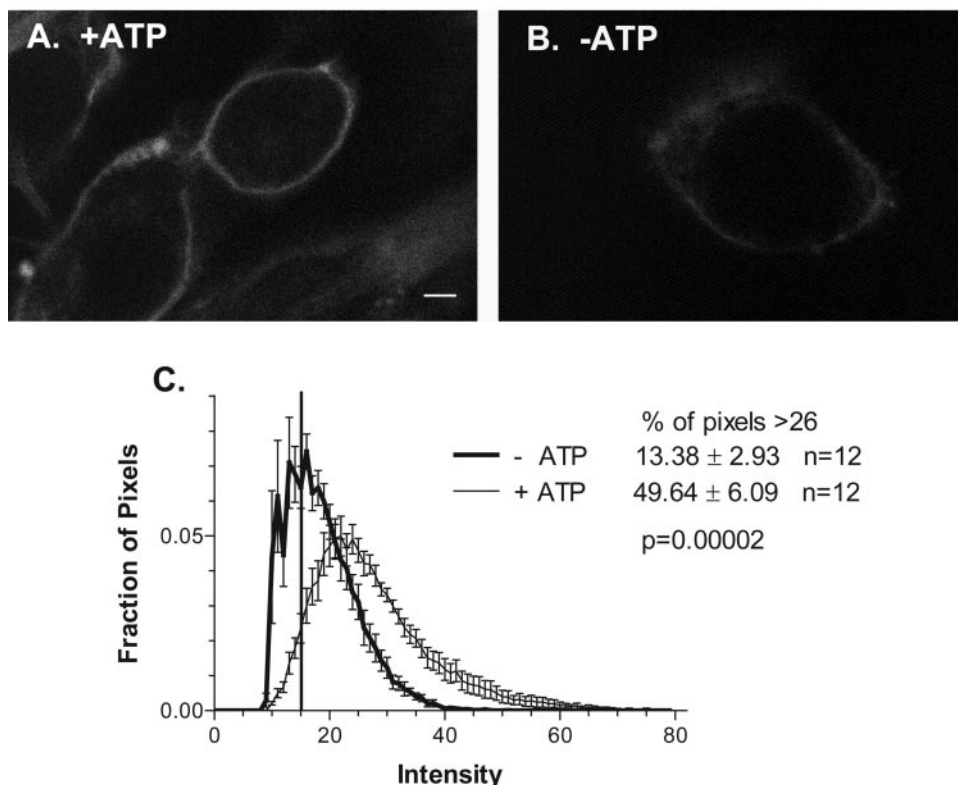 A. +ATP
B. -ATP
C.
% of pixels >26
- ATP 13.38 ± 2.93 n=12
+ ATP 49.64 ± 6.09 n=12
p=0.00002
Fraction of Pixels
0.05
0.00
0 20 40 60 80
Intensity